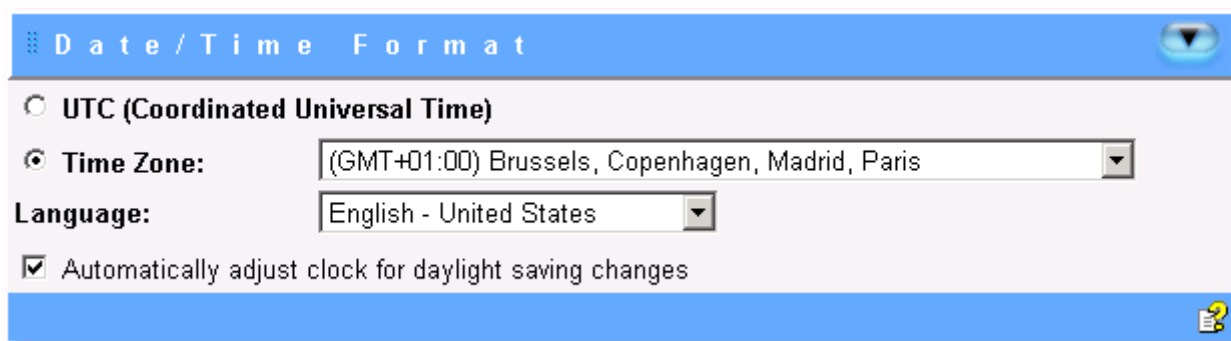 Date/Time Format
UTC (Coordinated Universal Time)
Time Zone: (GMT+01:00) Brussels, Copenhagen, Madrid, Paris
Language: English - United States
Automatically adjust clock for daylight saving changes